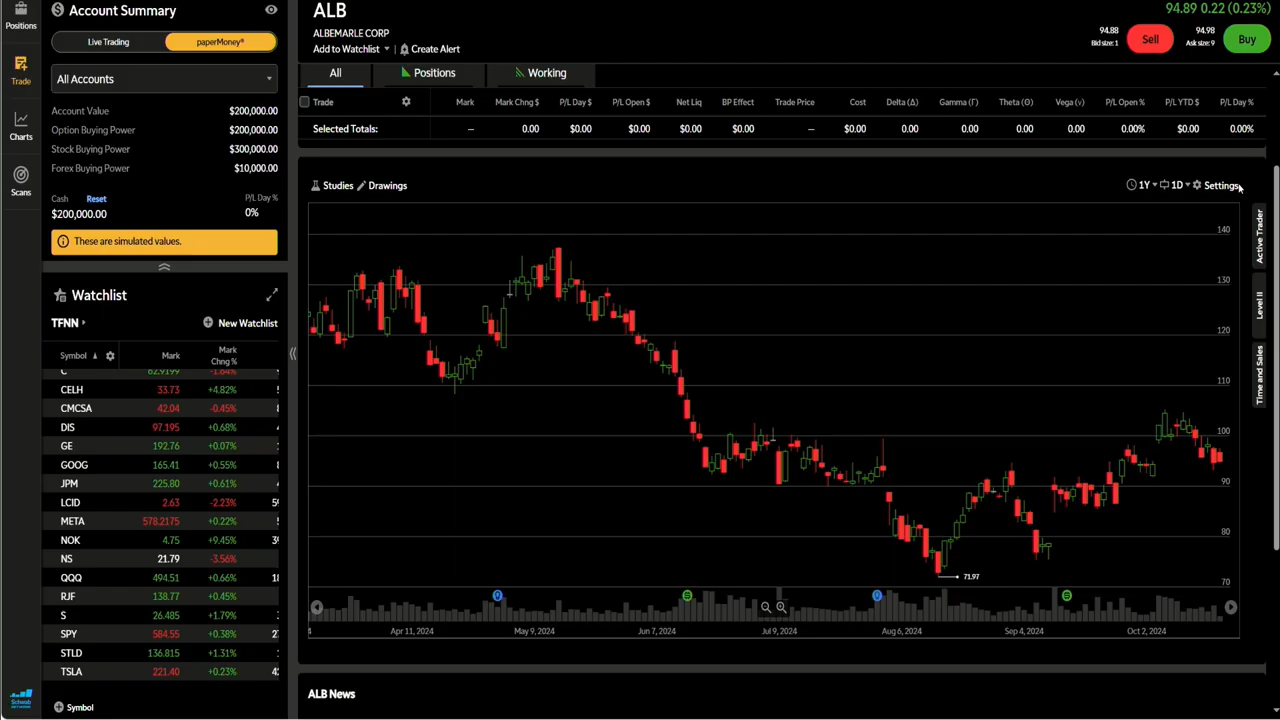 Positions
Trade
Charts
Scans
Schwab
NETWORK
Account Summary
Live Trading paperMoney®
All Accounts
Account Value $200,000.00
Option Buying Power $200,000.00
Stock Buying Power $300,000.00
Forex Buying Power $10,000.00
Cash Reset P/L Day %
$200,000.00 0%
These are simulated values.
Watchlist
TFNN New Watchlist
Symbol Mark Mark Chng %
C 62.9199 -1.84%
CELH 33.73 +4.82%
CMCSA 42.04 -0.45%
DIS 97.195 +0.68%
GE 192.76 +0.07%
GOOG 165.41 +0.55%
JPM 225.80 +0.61%
LCID 2.63 -2.23%
META 578.2175 +0.22%
NOK 4.75 +9.45%
NS 21.79 -3.56%
QQQ 494.51 +0.66%
RJF 138.77 +0.45%
S 26.485 +1.79%
SPY 584.55 +0.38%
STLD 136.815 +1.31%
TSLA 221.40 +0.23%
Symbol
ALB 94.89 0.22 (0.23%)
ALBEMARLE CORP
Add to Watchlist Create Alert
94.88 Sell 94.98 Buy
Bid size: 1 Ask size: 9
All Positions Working
Trade Mark Mark Chng $ P/L Day $ P/L Open $ Net Liq BP Effect Trade Price Cost Delta (Δ) Gamma (Γ) Theta (Θ) Vega (ν) P/L Open % P/L YTD $ P/L Day %
Selected Totals: — 0.00 $0.00 $0.00 $0.00 $0.00 — $0.00 0.00 0.00 0.00 0.00 0.00% $0.00 0.00%
Studies Drawings 1Y 1D Settings
140
130
120
110
100
90
80
70
71.97
Apr 11, 2024 May 9, 2024 Jun 7, 2024 Jul 9, 2024 Aug 6, 2024 Sep 4, 2024 Oct 2, 2024
Active Trader
Level II
Time and Sales
ALB News